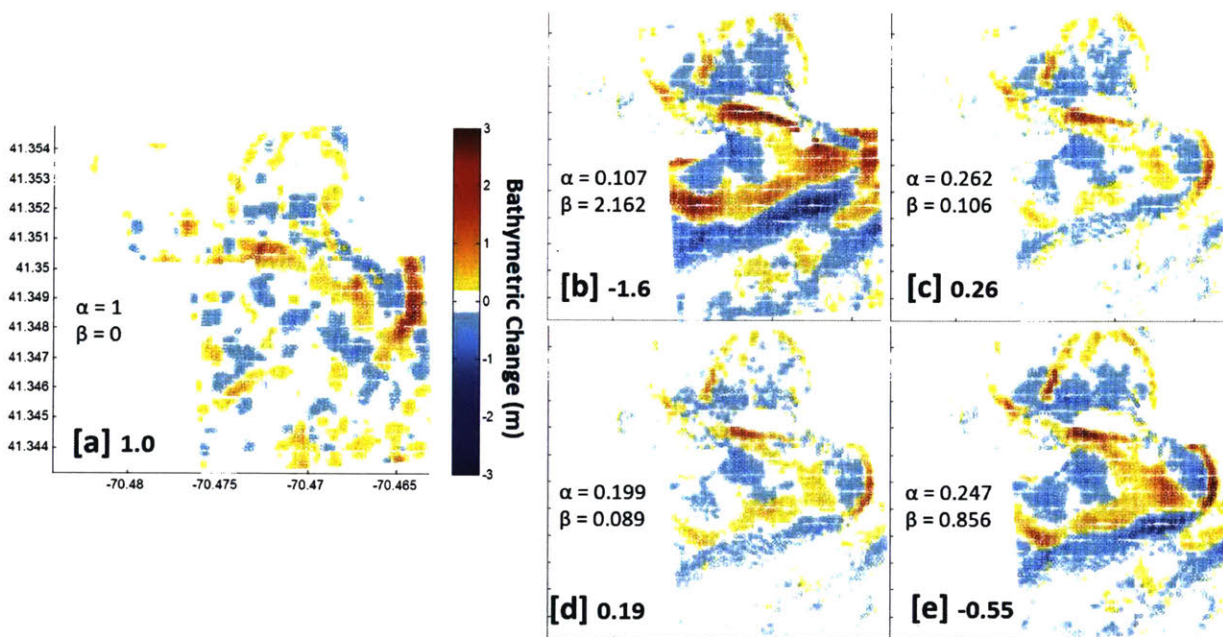 41.354
41.353
41.352
41.351
41.35
41.349
41.348
41.347
41.346
41.345
41.344
α = 1
β = 0
[a] 1.0
-70.48
-70.475
-70.47
-70.465
3
2
1
0
-1
-2
-3
Bathymetric Change (m)
α = 0.107
β = 2.162
[b] -1.6
α = 0.262
β = 0.106
[c] 0.26
α = 0.199
β = 0.089
[d] 0.19
α = 0.247
β = 0.856
[e] -0.55